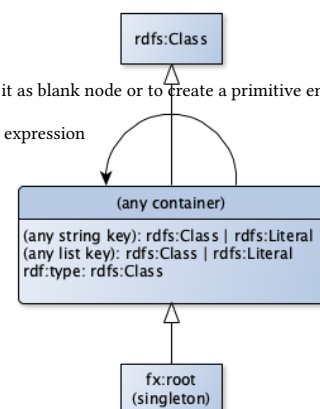 rdfs:Class
it as blank node or to create a primitive
expression
(any container)
(any string key): rdfs:Class | rdfs:Literal
(any list key): rdfs:Class | rdfs:Literal
rdf:type: rdfs:Class
fx:root
(singleton)